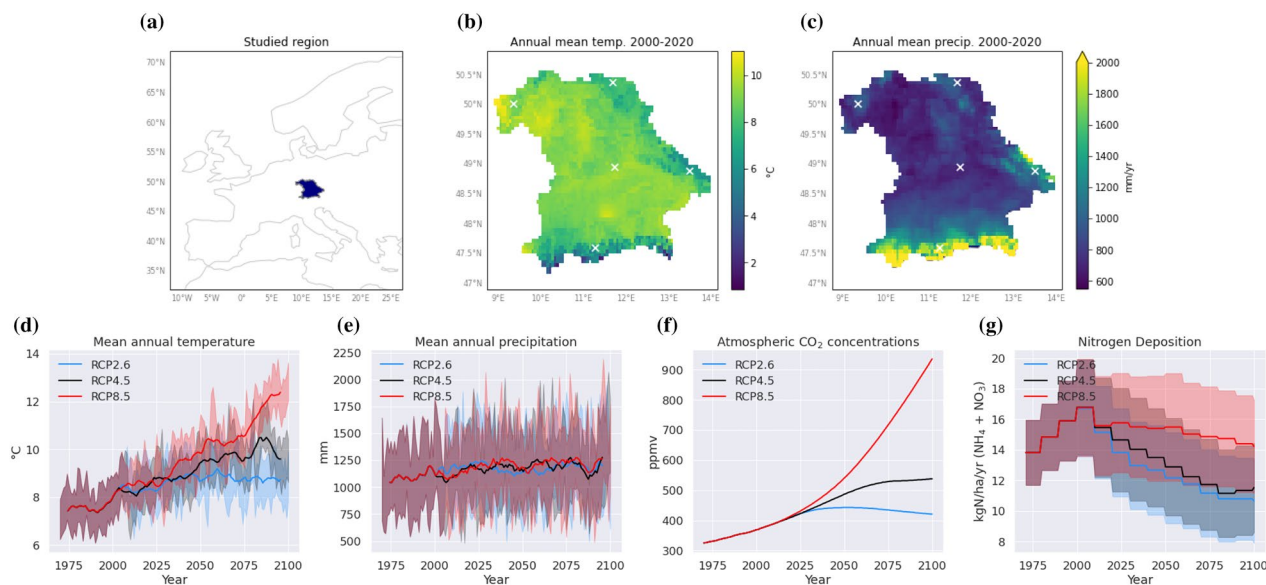 (a)
Studied region
70°N
65°N
60°N
55°N
50°N
45°N
40°N
35°N
10°W 5°W 0° 5°E 10°E 15°E 20°E 25°E
(b)
Annual mean temp. 2000-2020
50.5°N
50°N
49.5°N
49°N
48.5°N
48°N
47.5°N
47°N
9°E 10°E 11°E 12°E 13°E 14°E
10
8
6
4
2
°C
(c)
Annual mean precip. 2000-2020
50.5°N
50°N
49.5°N
49°N
48.5°N
48°N
47.5°N
47°N
9°E 10°E 11°E 12°E 13°E 14°E
2000
1800
1600
1400
1200
1000
800
600
mm/yr
(d)
Mean annual temperature
RCP2.6
RCP4.5
RCP8.5
14
12
10
8
6
°C
1975 2000 2025 2050 2075 2100
Year
(e)
Mean annual precipitation
RCP2.6
RCP4.5
RCP8.5
2250
2000
1750
1500
1250
1000
750
500
mm
1975 2000 2025 2050 2075 2100
Year
(f)
Atmospheric CO₂ concentrations
RCP2.6
RCP4.5
RCP8.5
900
800
700
600
500
400
300
ppmv
1975 2000 2025 2050 2075 2100
Year
(g)
Nitrogen Deposition
RCP2.6
RCP4.5
RCP8.5
20
18
16
14
12
10
8
kgN/ha/yr (NH₄ + NO₃)
1975 2000 2025 2050 2075 2100
Year